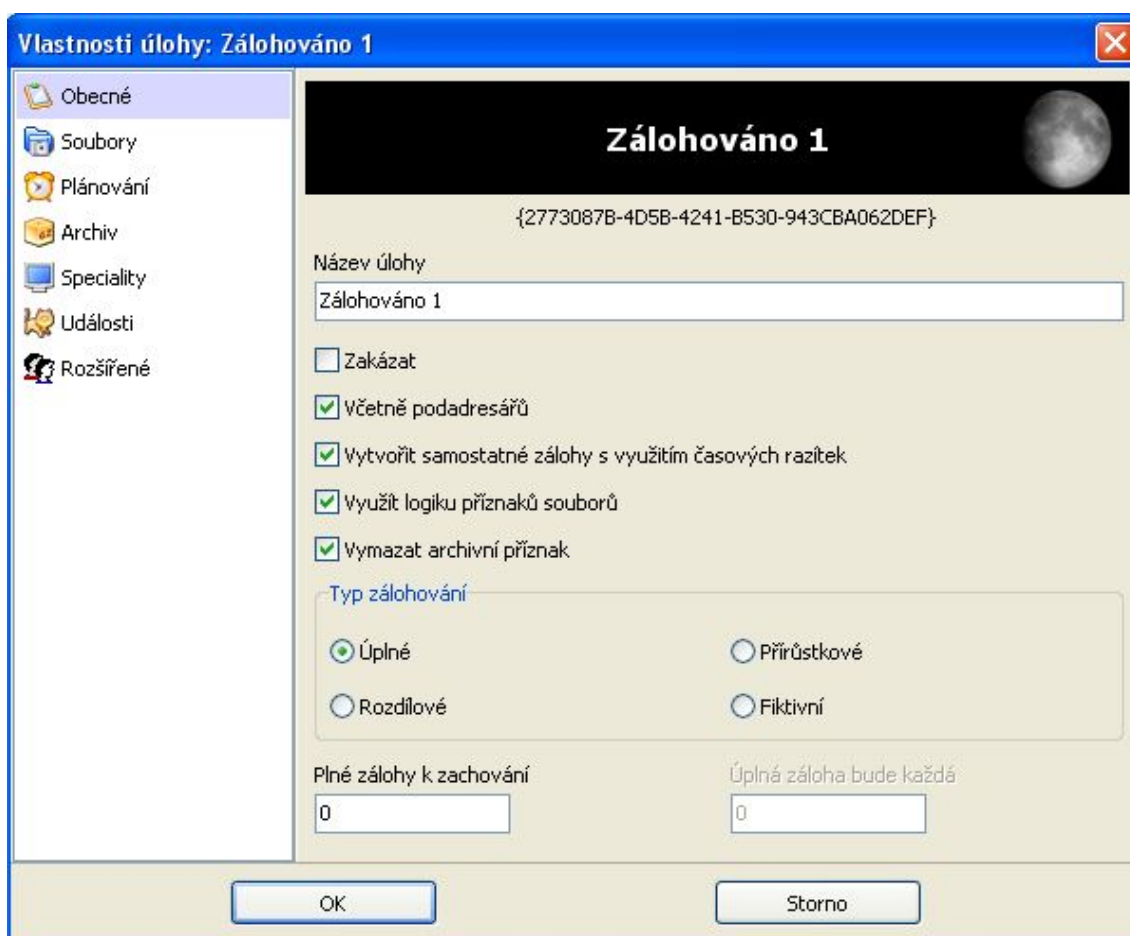 Vlastnosti úlohy: Zálohováno 1
Obecné
Soubory
Plánování
Archiv
Speciality
Události
Rozšířené
Zálohováno 1
{2773087B-4D5B-4241-B530-943CBA062DEF}
Název úlohy
Zálohováno 1
Zakázat
Včetně podadresářů
Vytvořit samostatné zálohy s využitím časových razítek
Využít logiku příznaků souborů
Vymazat archivní příznak
Typ zálohování
Úplné
Přírůstkové
Rozdílové
Fiktivní
Plné zálohy k zachování
Úplná záloha bude každá
0
0
OK
Storno